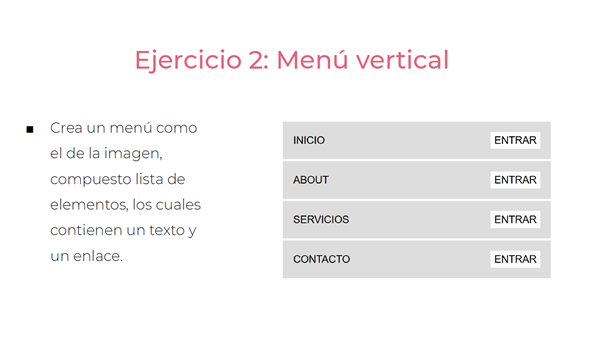 Ejercicio 2: Menú vertical
■ Crea un menú como
el de la imagen,
compuesto lista de
elementos, los cuales
contienen un texto y
un enlace.
INICIO ENTRAR
ABOUT ENTRAR
SERVICIOS ENTRAR
CONTACTO ENTRAR